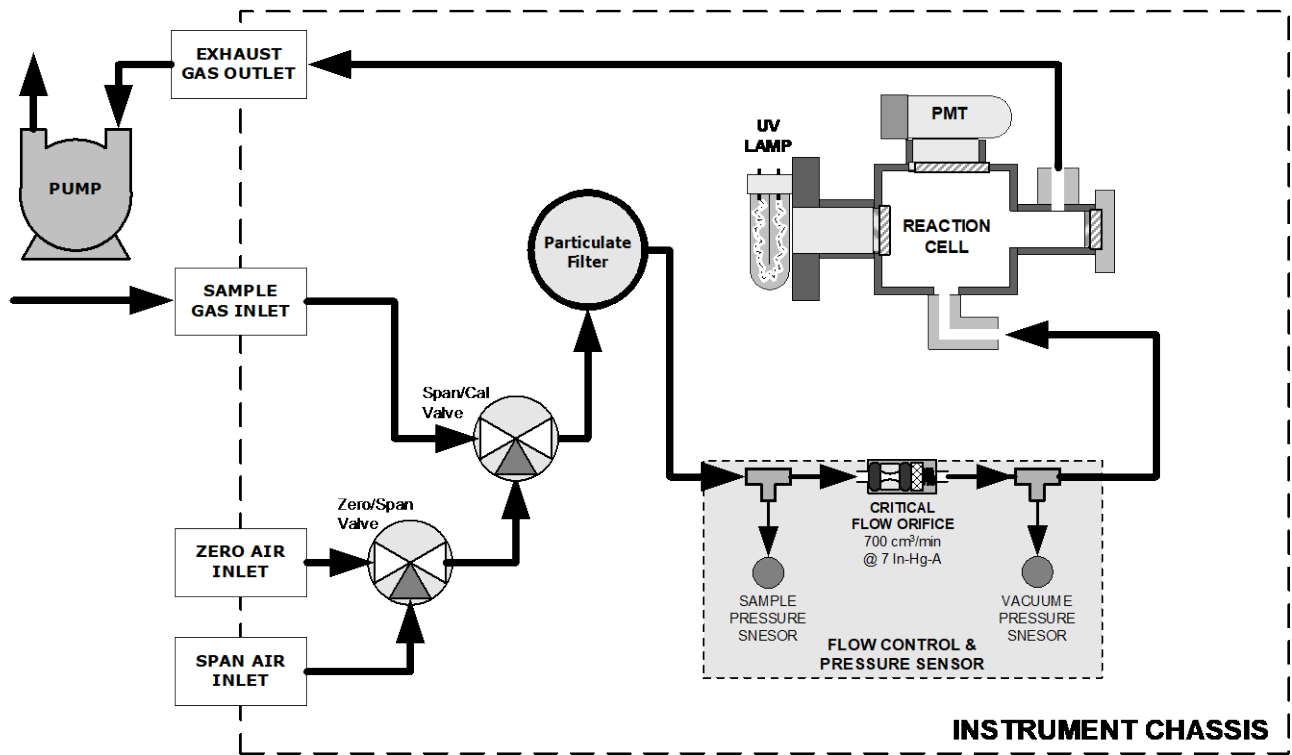 EXHAUST
GAS OUTLET
PUMP
SAMPLE
GAS INLET
ZERO AIR
INLET
SPAN AIR
INLET
Span/Cal
Valve
Zero/Span
Valve
Particulate
Filter
UV
LAMP
PMT
REACTION
CELL
CRITICAL
FLOW ORIFICE
700 cm³/min
@ 7 In-Hg-A
SAMPLE
PRESSURE
SNESOR
VACUUME
PRESSURE
SNESOR
FLOW CONTROL &
PRESSURE SENSOR
INSTRUMENT CHASSIS